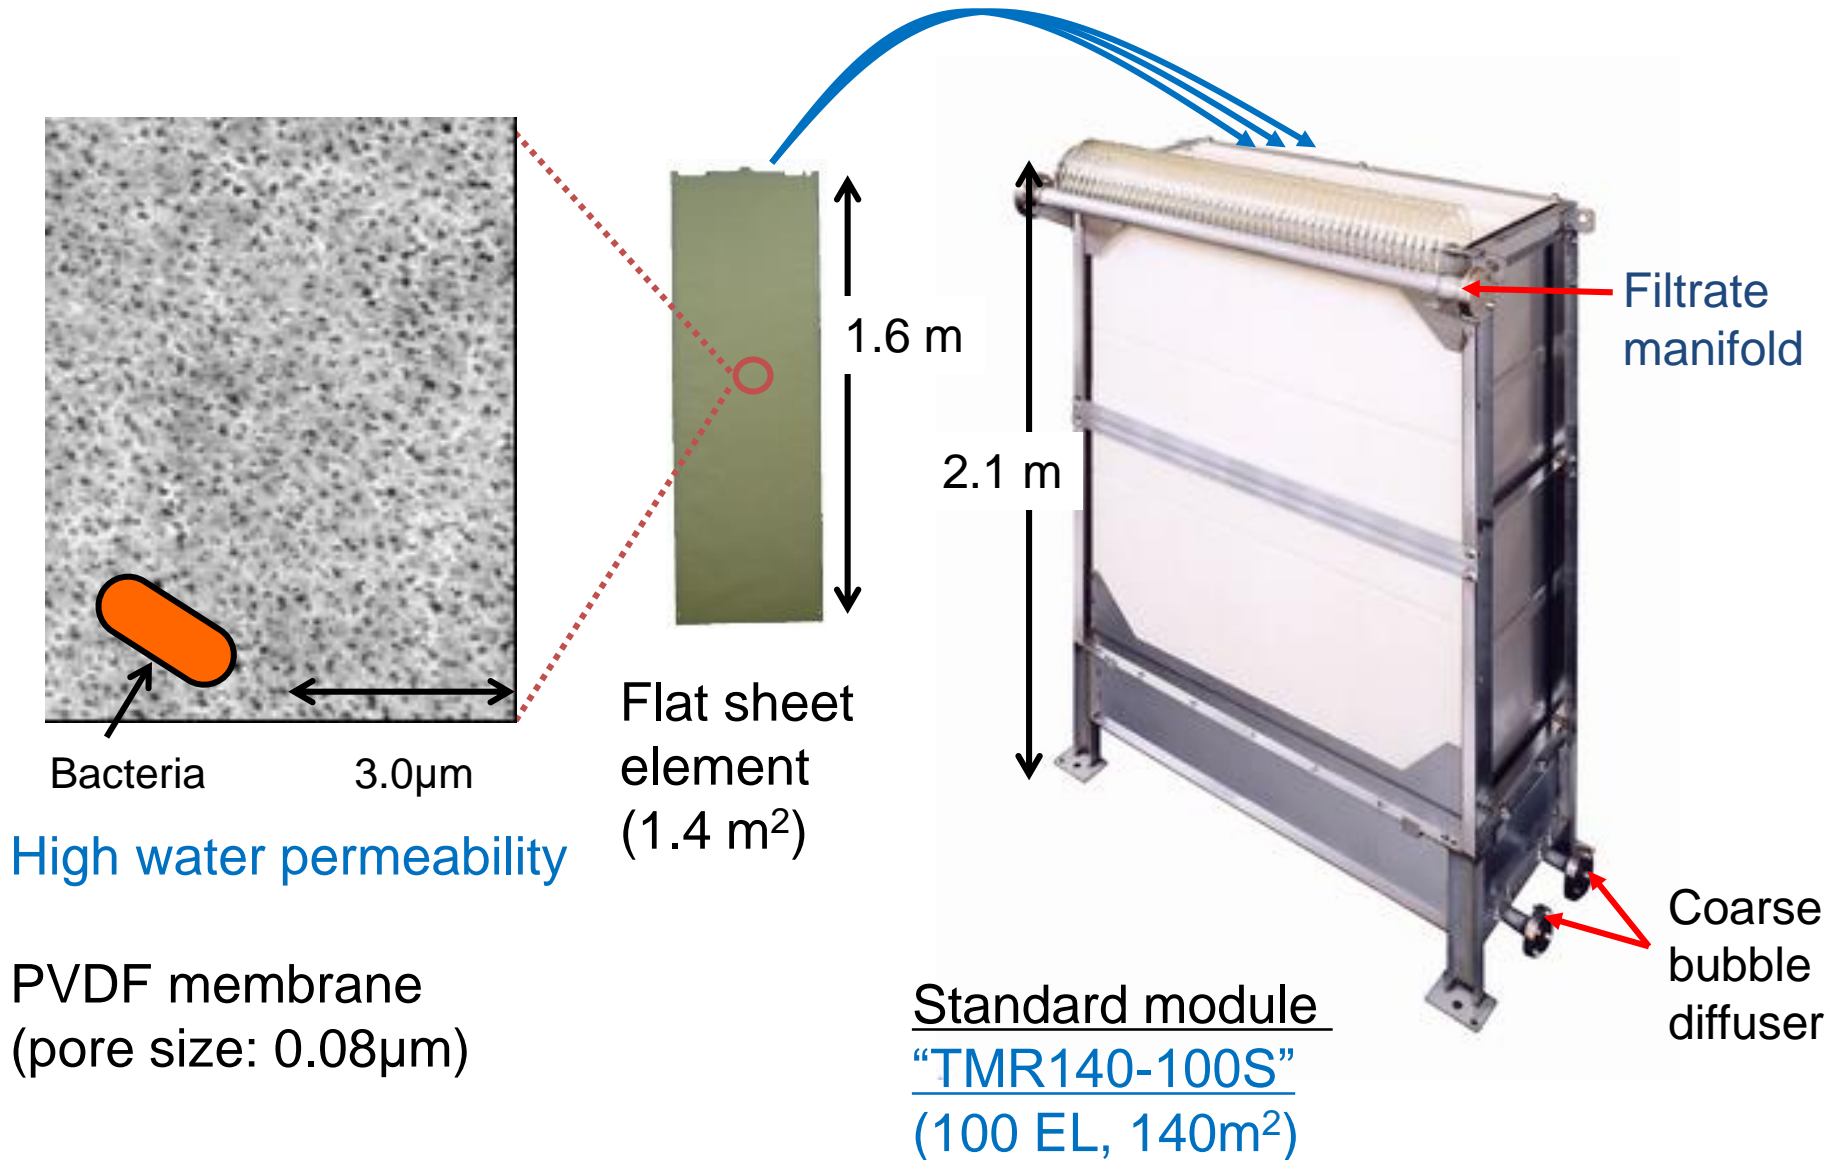 1.6 m
2.1 m
Filtrate
manifold
Bacteria
3.0µm
High water permeability
PVDF membrane
(pore size: 0.08µm)
Flat sheet
element
(1.4 m²)
Standard module
“TMR140-100S”
(100 EL, 140m²)
Coarse
bubble
diffuser